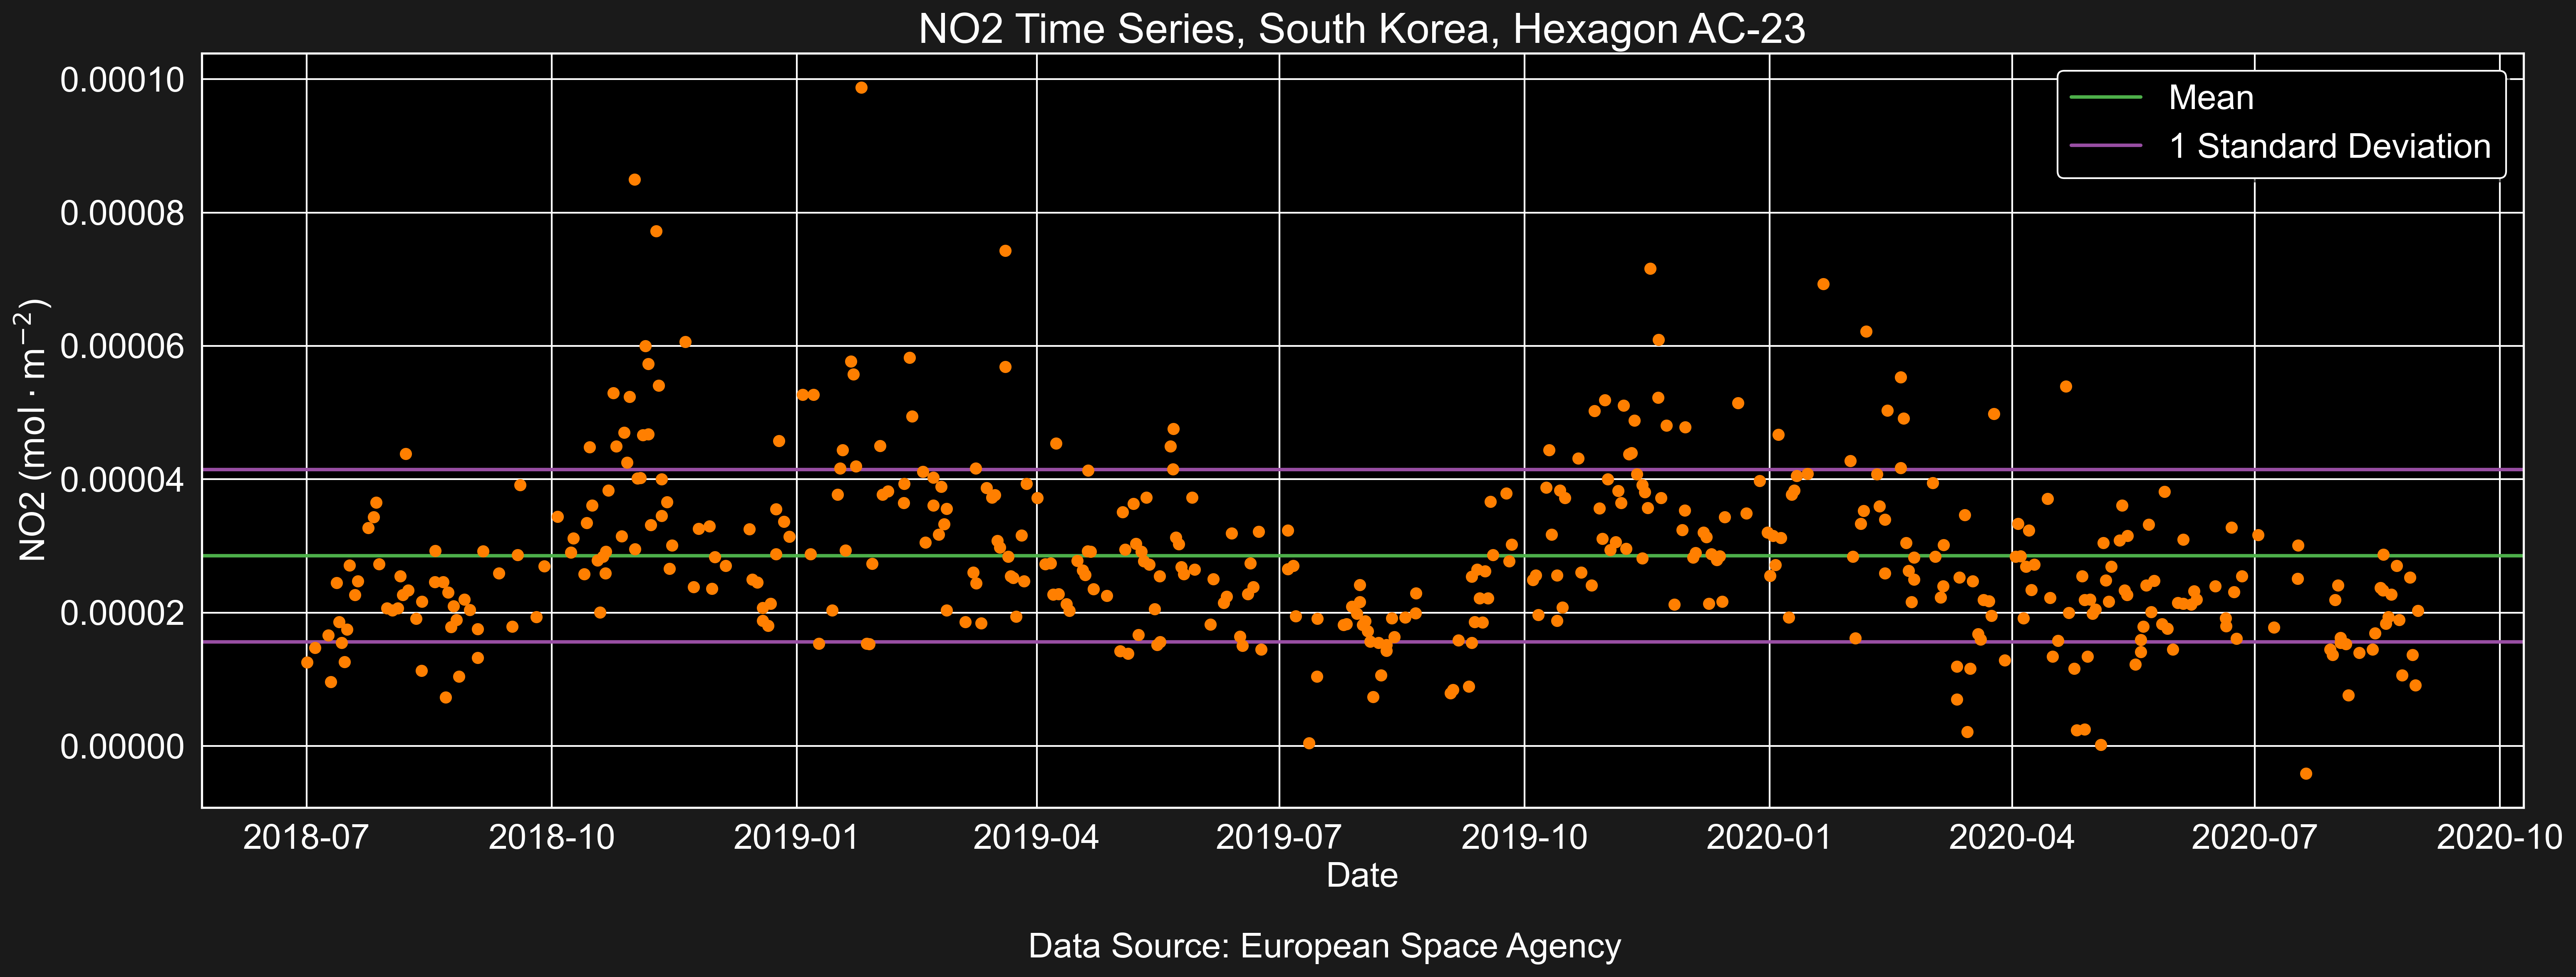 NO2 Time Series, South Korea, Hexagon AC-23
Mean
1 Standard Deviation
NO2 (mol · m⁻²)
0.00010
0.00008
0.00006
0.00004
0.00002
0.00000
2018-07 2018-10 2019-01 2019-04 2019-07 2019-10 2020-01 2020-04 2020-07 2020-10
Date
Data Source: European Space Agency